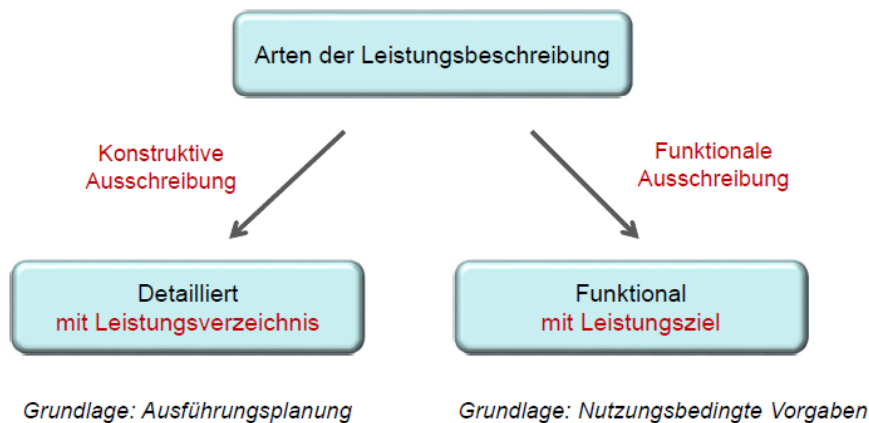 Arten der Leistungsbeschreibung
Konstruktive
Ausschreibung
Funktionale
Ausschreibung
Detailliert
mit Leistungsverzeichnis
Funktional
mit Leistungsziel
Grundlage: Ausführungsplanung
Grundlage: Nutzungsbedingte Vorgaben